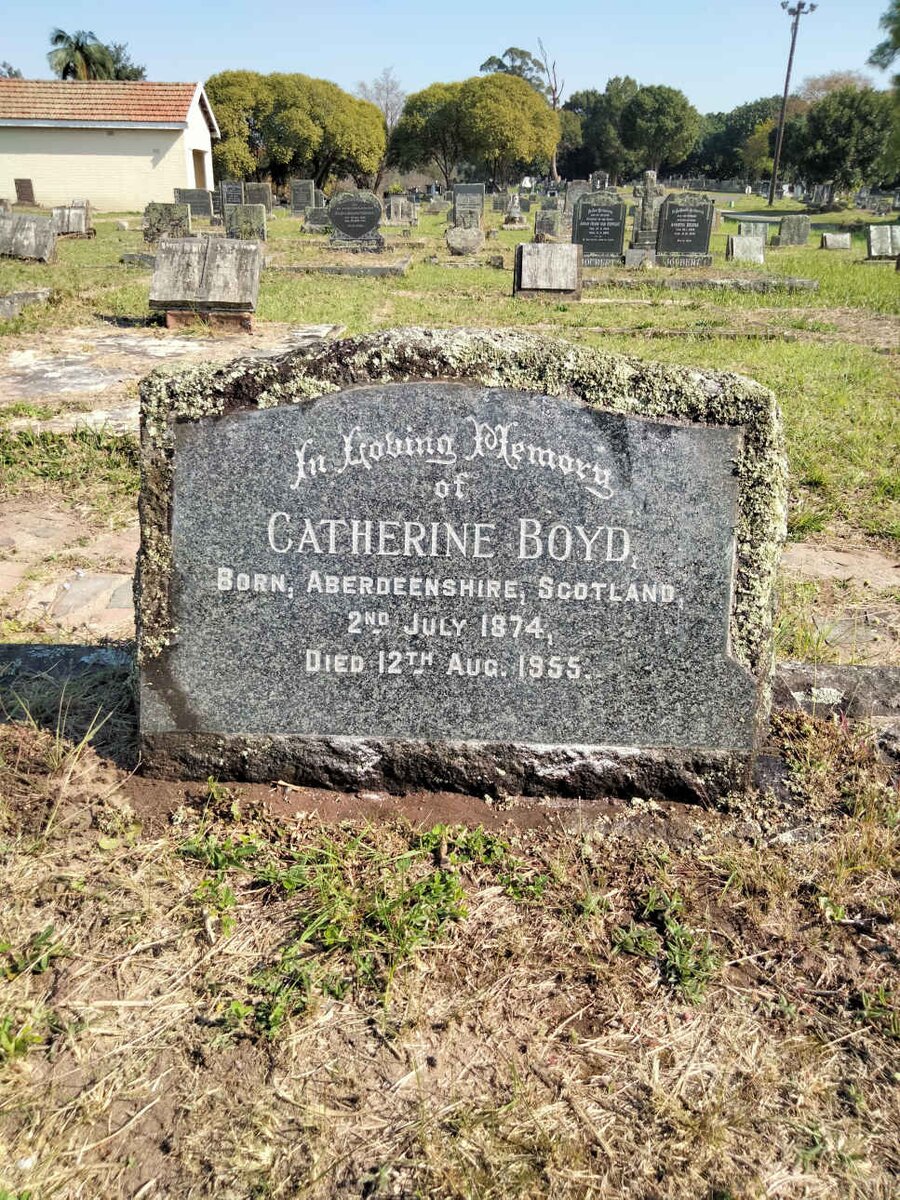 In Loving Memory
of
CATHERINE BOYD,
BORN, ABERDEENSHIRE, SCOTLAND,
2ND JULY 1874,
DIED 12TH AUG. 1955.